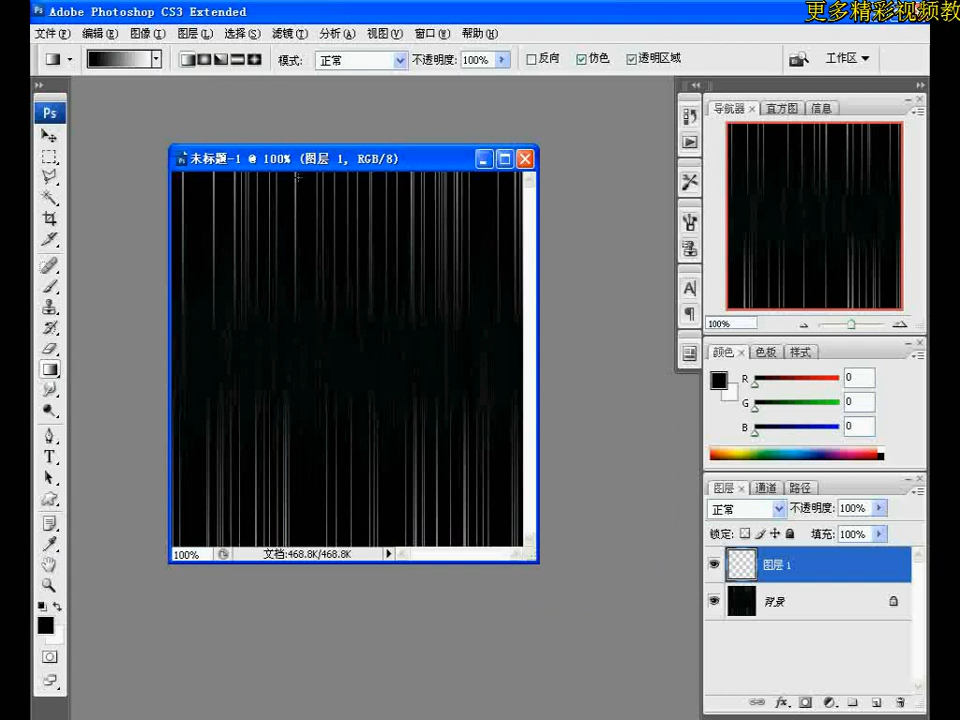 Adobe Photoshop CS3 Extended
更多精彩视频教
文件(F) 编辑(E) 图像(I) 图层(L) 选择(S) 滤镜(T) 分析(A) 视图(V) 窗口(W) 帮助(H)
模式: 正常 不透明度: 100% 反向 仿色 透明区域 工作区
Ps
未标题-1 @ 100% (图层 1, RGB/8)
100% 文档:468.8K/468.8K
导航器 直方图 信息
100%
颜色 色板 样式
R 0
G 0
B 0
图层 通道 路径
正常 不透明度: 100%
锁定: 填充: 100%
图层 1
背景